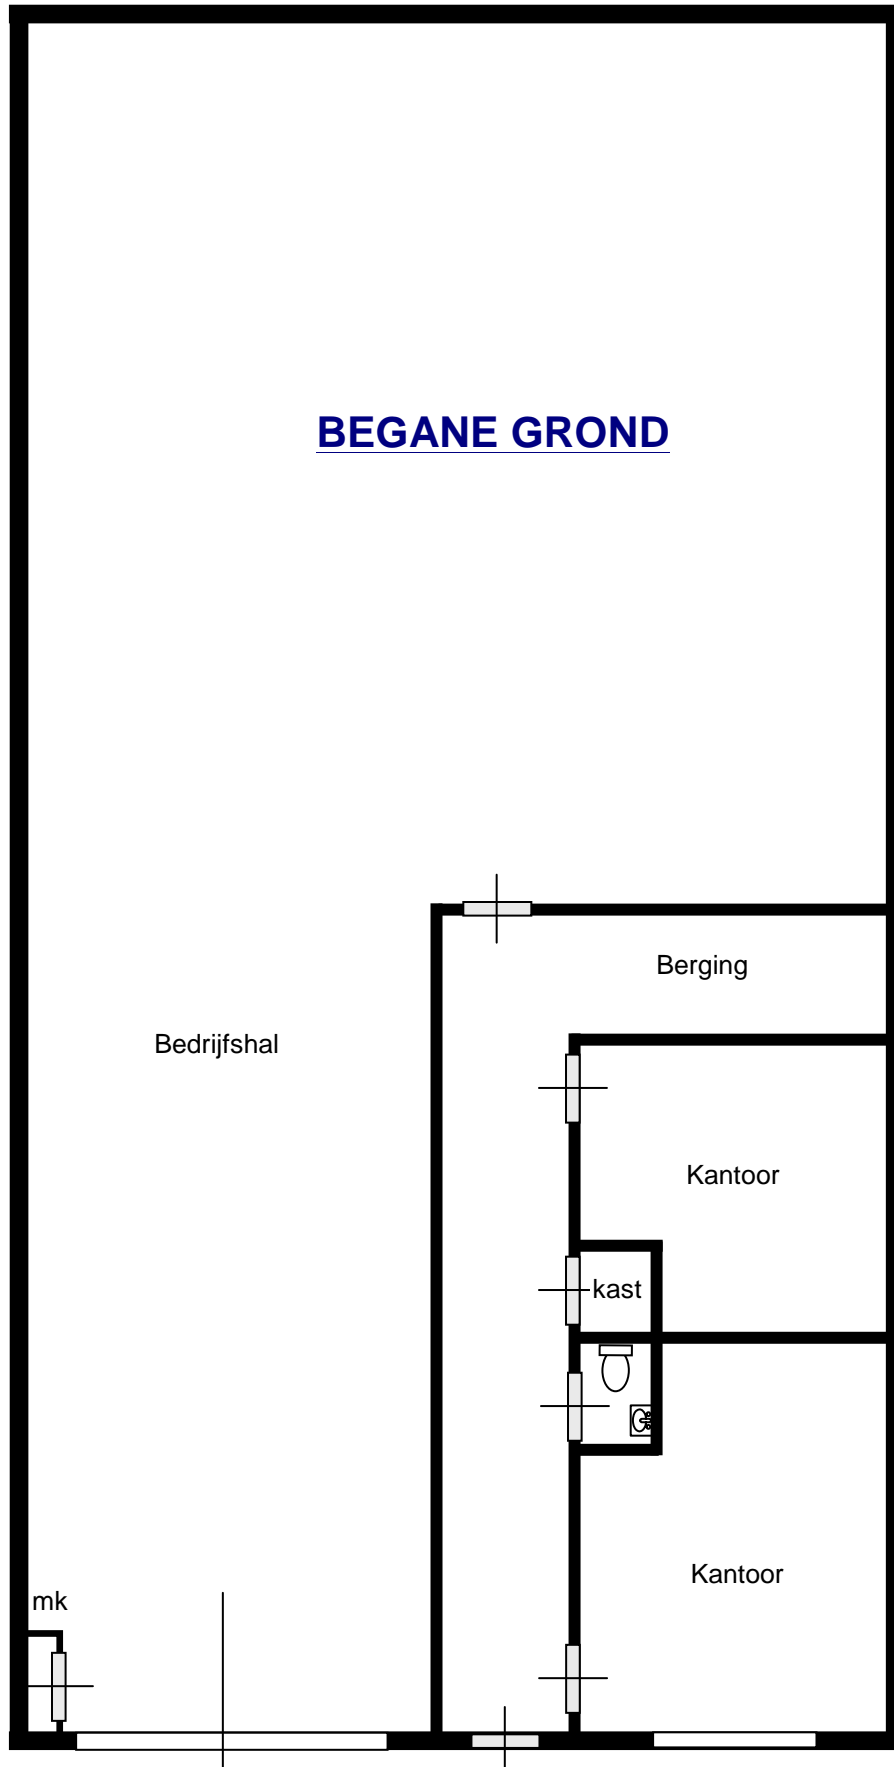 BEGANE GROND
Berging
Bedrijfshal
Kantoor
kast
Kantoor
mk